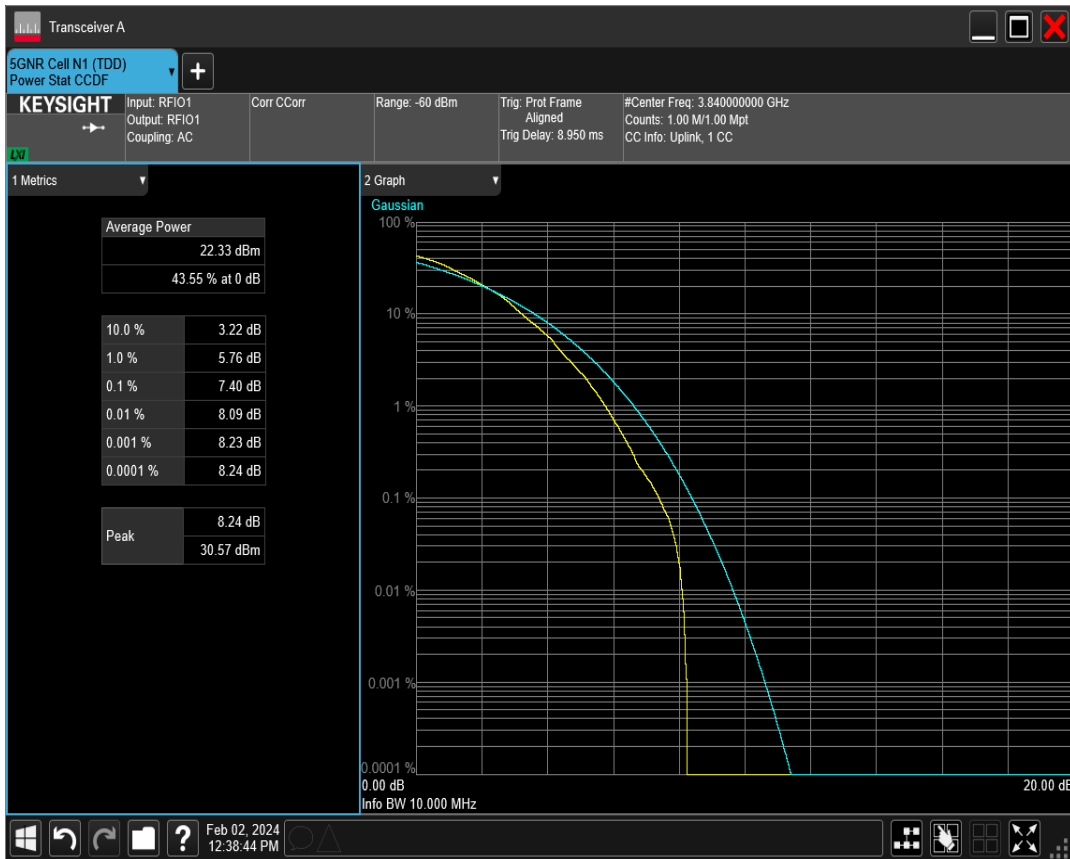 Transceiver A
5GNR Cell N1 (TDD)
Power Stat CCDF
+
KEYSIGHT
LXI
Input: RFIO1
Output: RFIO1
Coupling: AC
Corr CCorr
Range: -60 dBm
Trig: Prot Frame
Aligned
Trig Delay: 8.950 ms
#Center Freq: 3.840000000 GHz
Counts: 1.00 M/1.00 Mpt
CC Info: Uplink, 1 CC
1 Metrics
Average Power
22.33 dBm
43.55 % at 0 dB
10.0 % 3.22 dB
1.0 % 5.76 dB
0.1 % 7.40 dB
0.01 % 8.09 dB
0.001 % 8.23 dB
0.0001 % 8.24 dB
Peak
8.24 dB
30.57 dBm
2 Graph
Gaussian
100 %
10 %
1 %
0.1 %
0.01 %
0.001 %
0.0001 %
0.00 dB 20.00 dB
Info BW 10.000 MHz
?
Feb 02, 2024
12:38:44 PM